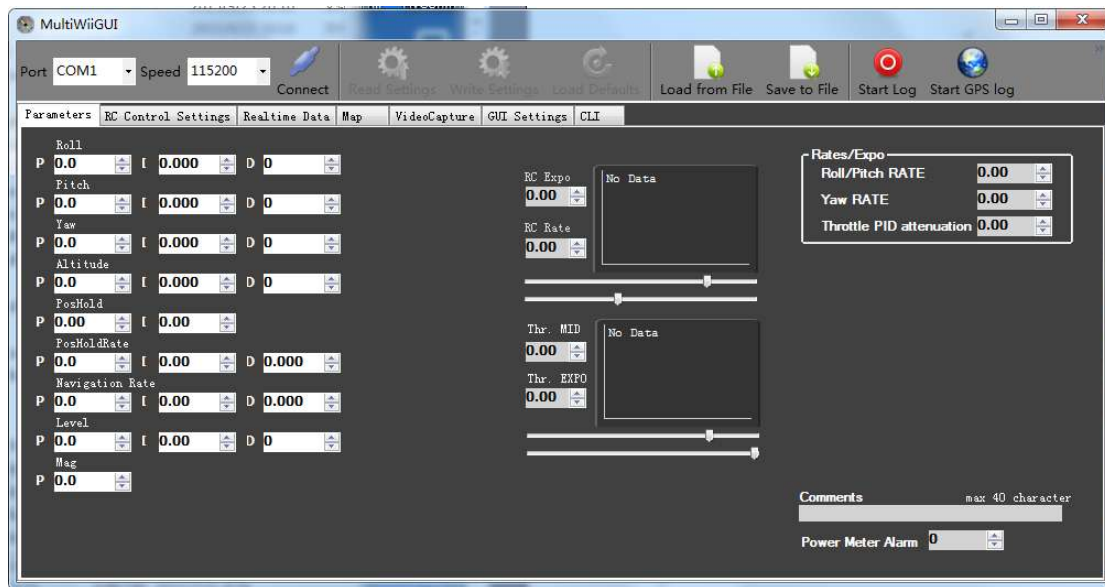 MultiWiiGUI
Port COM1 Speed 115200 Connect Read Settings Write Settings Load Defaults Load from File Save to File Start Log Start GPS log
Parameters RC Control Settings Realtime Data Map VideoCapture GUI Settings CLI
Roll
P 0.0 I 0.000 D 0
Pitch
P 0.0 I 0.000 D 0
Yaw
P 0.0 I 0.000 D 0
Altitude
P 0.0 I 0.000 D 0
PosHold
P 0.00 I 0.00
PosHoldRate
P 0.0 I 0.00 D 0.000
Navigation Rate
P 0.0 I 0.00 D 0.000
Level
P 0.0 I 0.00 D 0
Mag
P 0.0
RC Expo
0.00
RC Rate
0.00
No Data
Thr. MID
0.00
Thr. EXPO
0.00
No Data
Rates/Expo
Roll/Pitch RATE 0.00
Yaw RATE 0.00
Throttle PID attenuation 0.00
Comments max 40 character
Power Meter Alarm 0